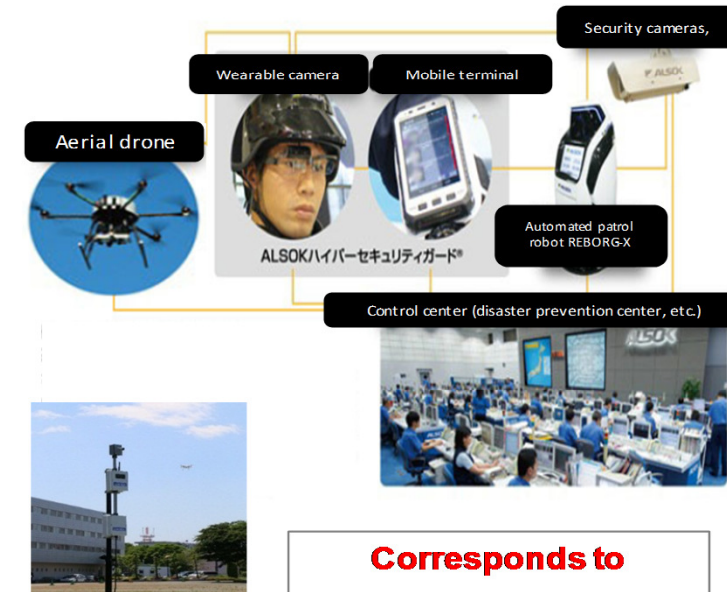 Security cameras,
Wearable camera
Mobile terminal
ALSOK
Aerial drone
Automated patrol
robot REBORG-X
ALSOKハイパーセキュリティガード®
Control center (disaster prevention center, etc.)
ALSOK
Corresponds to